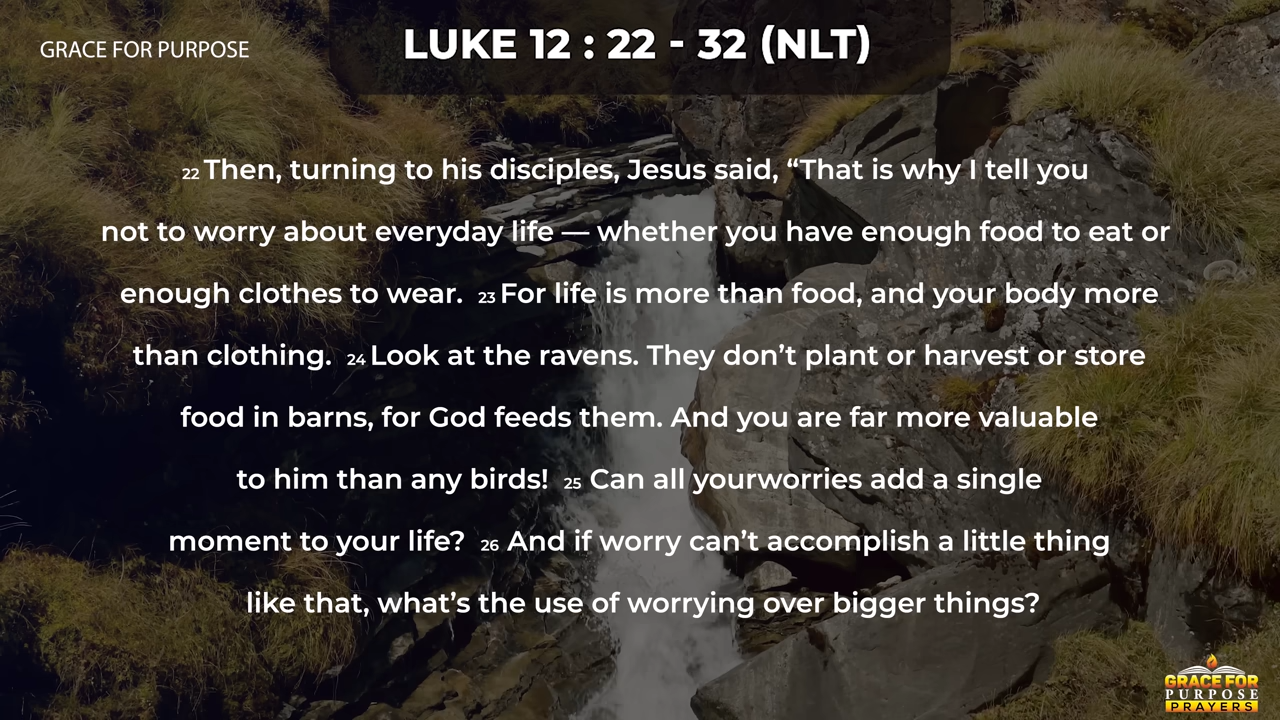 GRACE FOR PURPOSE
LUKE 12 : 22 - 32 (NLT)
22 Then, turning to his disciples, Jesus said, “That is why I tell you
not to worry about everyday life — whether you have enough food to eat or
enough clothes to wear. 23 For life is more than food, and your body more
than clothing. 24 Look at the ravens. They don’t plant or harvest or store
food in barns, for God feeds them. And you are far more valuable
to him than any birds! 25 Can all yourworries add a single
moment to your life? 26 And if worry can’t accomplish a little thing
like that, what’s the use of worrying over bigger things?
GRACE FOR
PURPOSE
PRAYERS